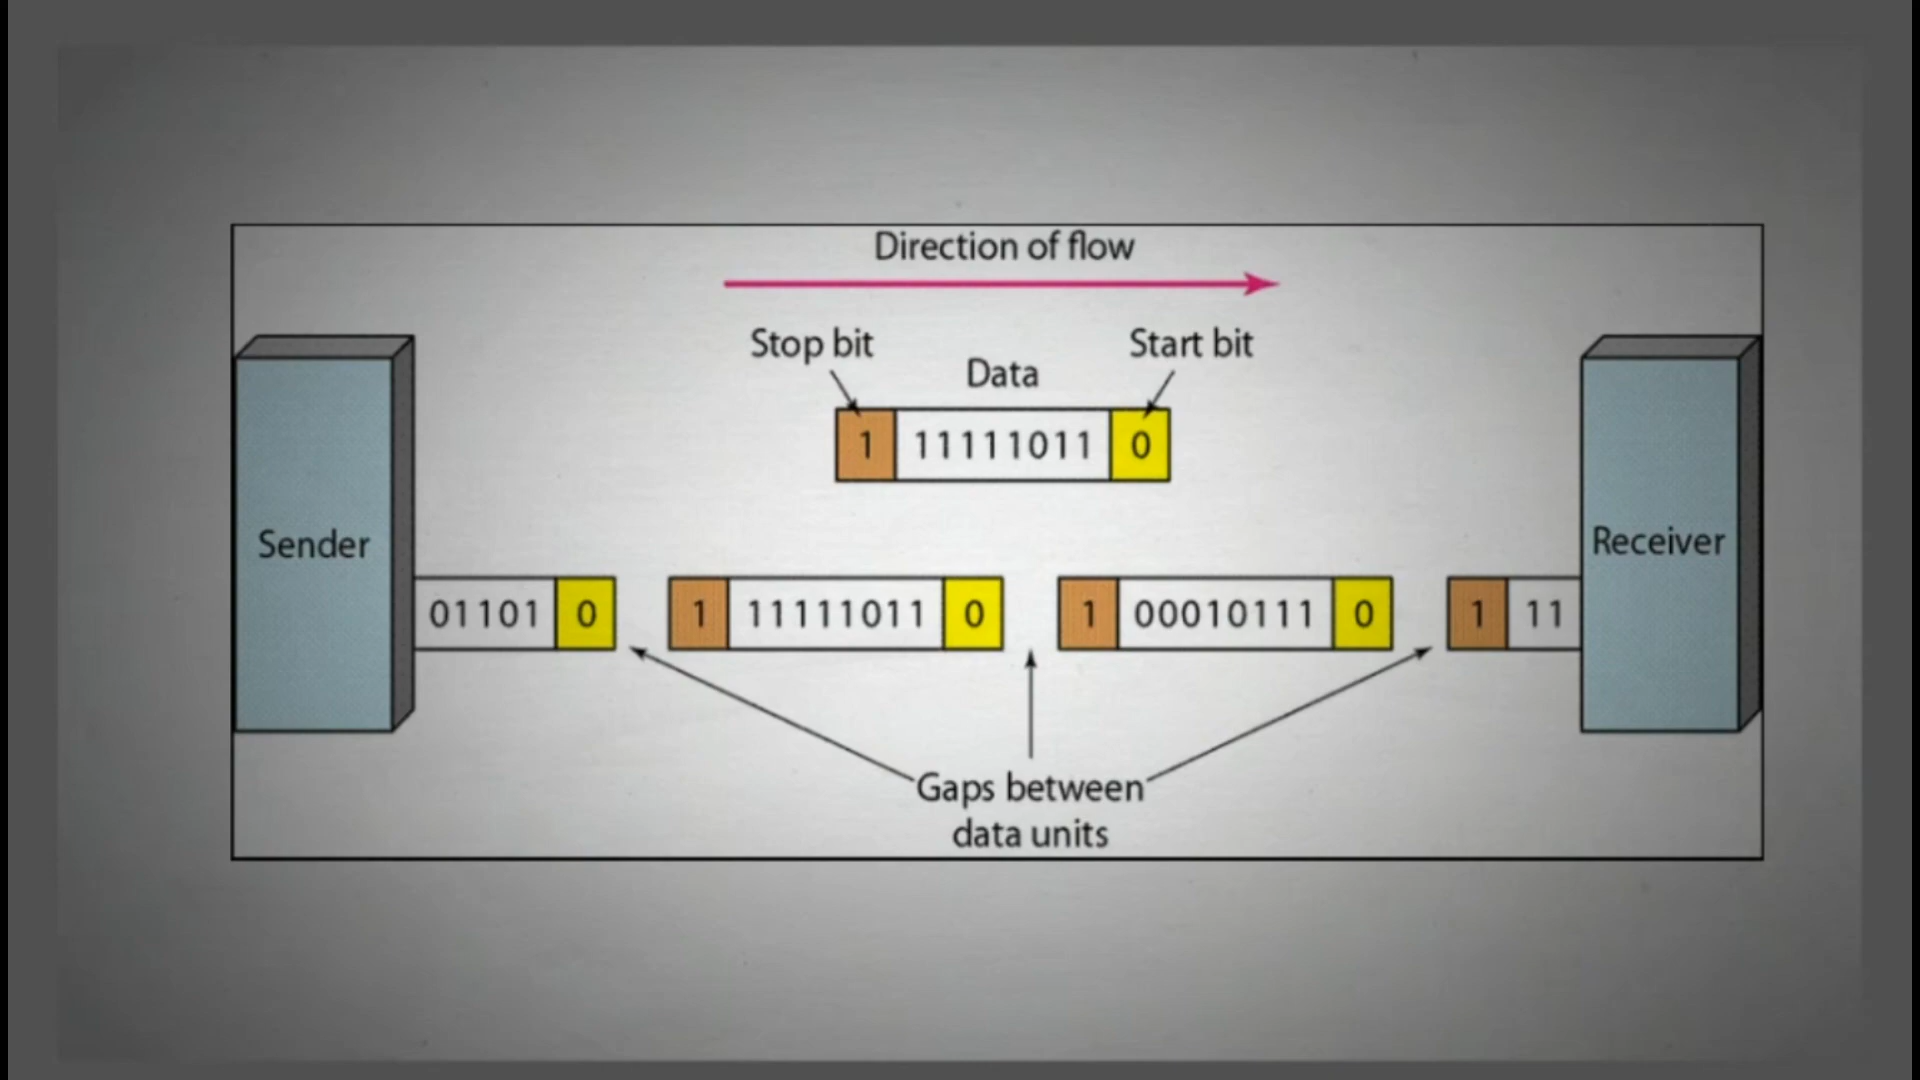 Direction of flow
Stop bit
Start bit
Data
1 11111011 0
Sender
Receiver
01101 0
1 11111011 0
1 00010111 0
1 11
Gaps between
data units